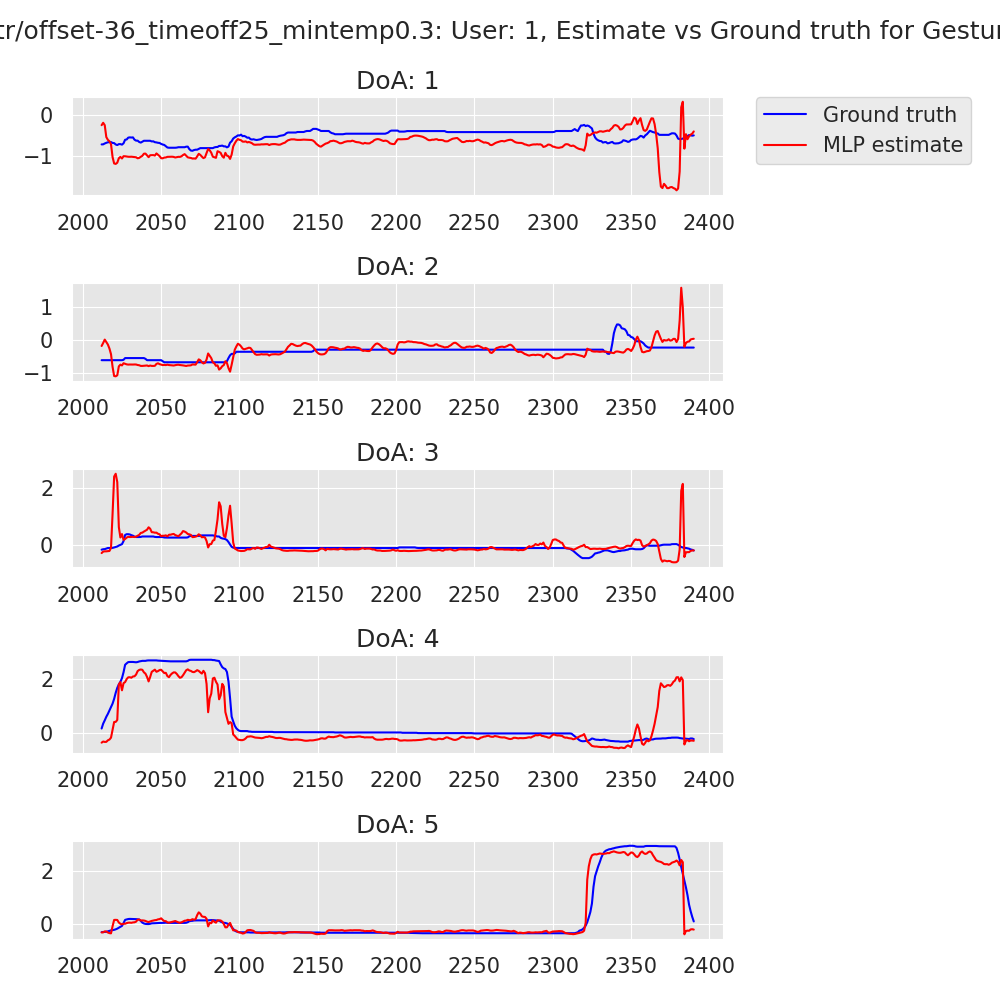 tr/offset-36_timeoff25_mintemp0.3: User: 1, Estimate vs Ground truth for Gestur
DoA: 1
0
−1
2000 2050 2100 2150 2200 2250 2300 2350 2400
Ground truth
MLP estimate
DoA: 2
1
0
−1
2000 2050 2100 2150 2200 2250 2300 2350 2400
DoA: 3
2
0
2000 2050 2100 2150 2200 2250 2300 2350 2400
DoA: 4
2
0
2000 2050 2100 2150 2200 2250 2300 2350 2400
DoA: 5
2
0
2000 2050 2100 2150 2200 2250 2300 2350 2400